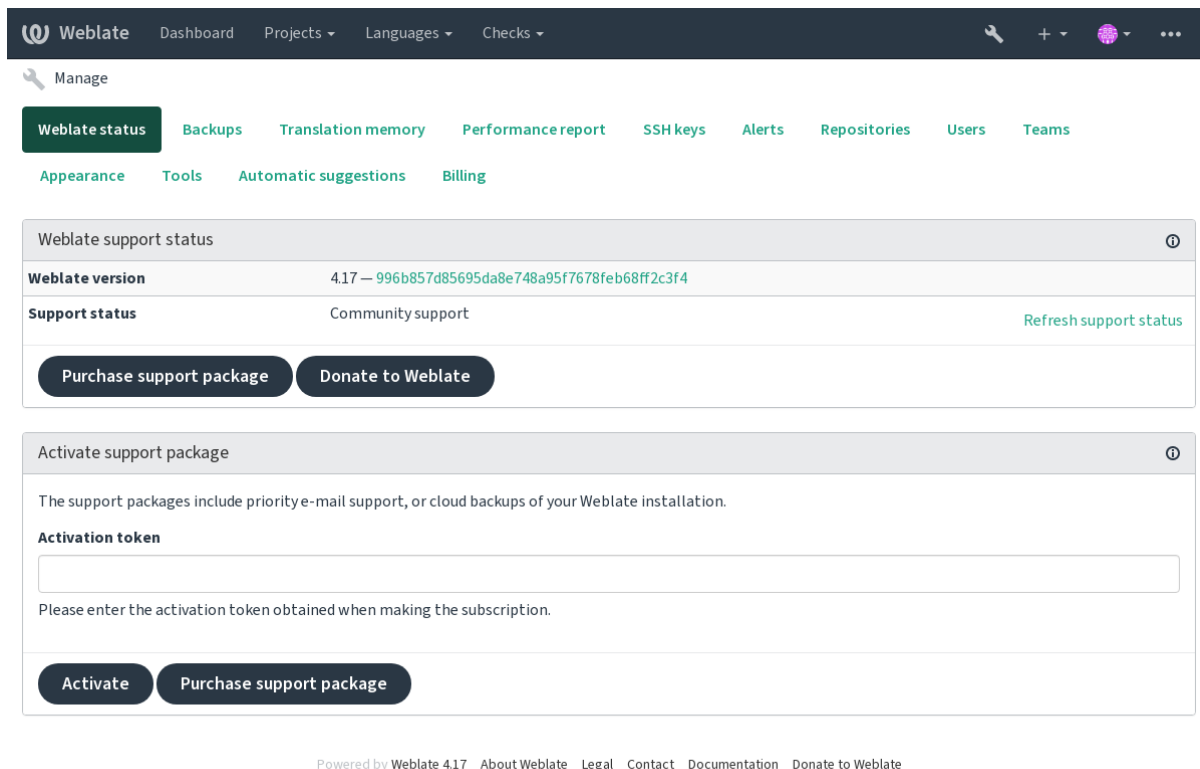 Weblate Dashboard Projects Languages Checks
Manage
Weblate status Backups Translation memory Performance report SSH keys Alerts Repositories Users Teams
Appearance Tools Automatic suggestions Billing
Weblate support status
Weblate version 4.17 — 996b857d85695da8e748a95f7678feb68ff2c3f4
Support status Community support Refresh support status
Purchase support package Donate to Weblate
Activate support package
The support packages include priority e-mail support, or cloud backups of your Weblate installation.
Activation token
Please enter the activation token obtained when making the subscription.
Activate Purchase support package
Powered by Weblate 4.17 About Weblate Legal Contact Documentation Donate to Weblate